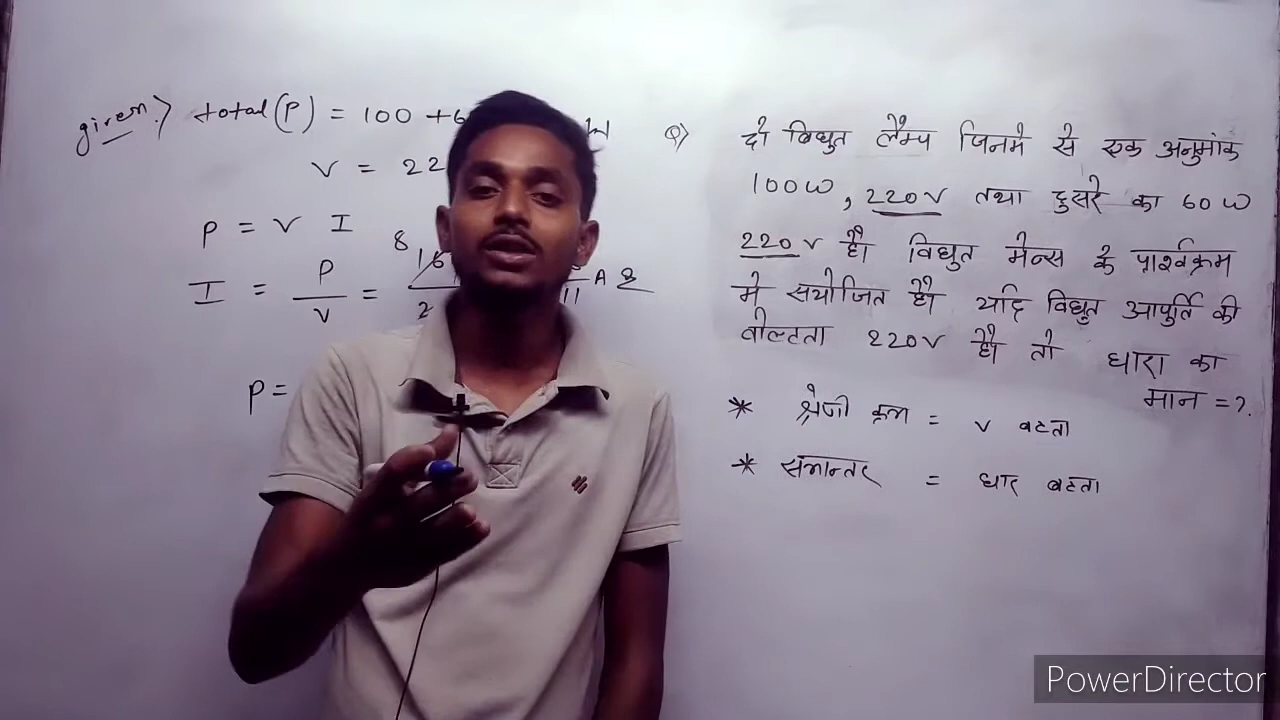 given:> total(P) = 100 +6
V = 22
P = V I
I = P / V = 16 / 2 8 11 A &
P =
Q) दो विधुत लैम्प जिनमे से एक अनुमांक
100W, 220V तथा दुसरे का 60W
220V है। विधुत मेन्स के पार्श्वक्रम
मे सयोजित है। यदि विधुत आपुर्ति की
वोल्टता 220V है। तो धारा का
मान = ?.
* श्रेणी क्रम = V बटता
* समान्तर = धार बटता
PowerDirector